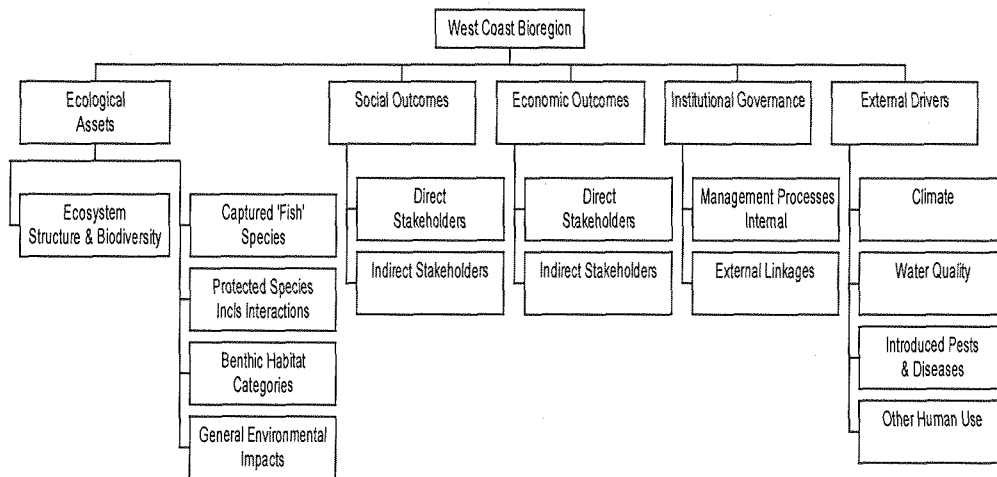 West Coast Bioregion
Ecological
Assets
Social Outcomes
Economic Outcomes
Institutional Governance
External Drivers
Ecosystem
Structure & Biodiversity
Captured 'Fish'
Species
Protected Species
Incls Interactions
Benthic Habitat
Categories
General Environmental
Impacts
Direct
Stakeholders
Indirect Stakeholders
Direct
Stakeholders
Indirect Stakeholders
Management Processes
Internal
External Linkages
Climate
Water Quality
Introduced Pests
& Diseases
Other Human Use